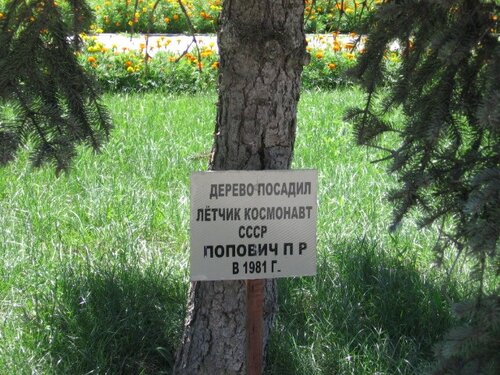 ДЕРЕВО ПОСАДИЛ
ЛЁТЧИК КОСМОНАВТ
СССР
ПОПОВИЧ П Р
В 1981 Г.